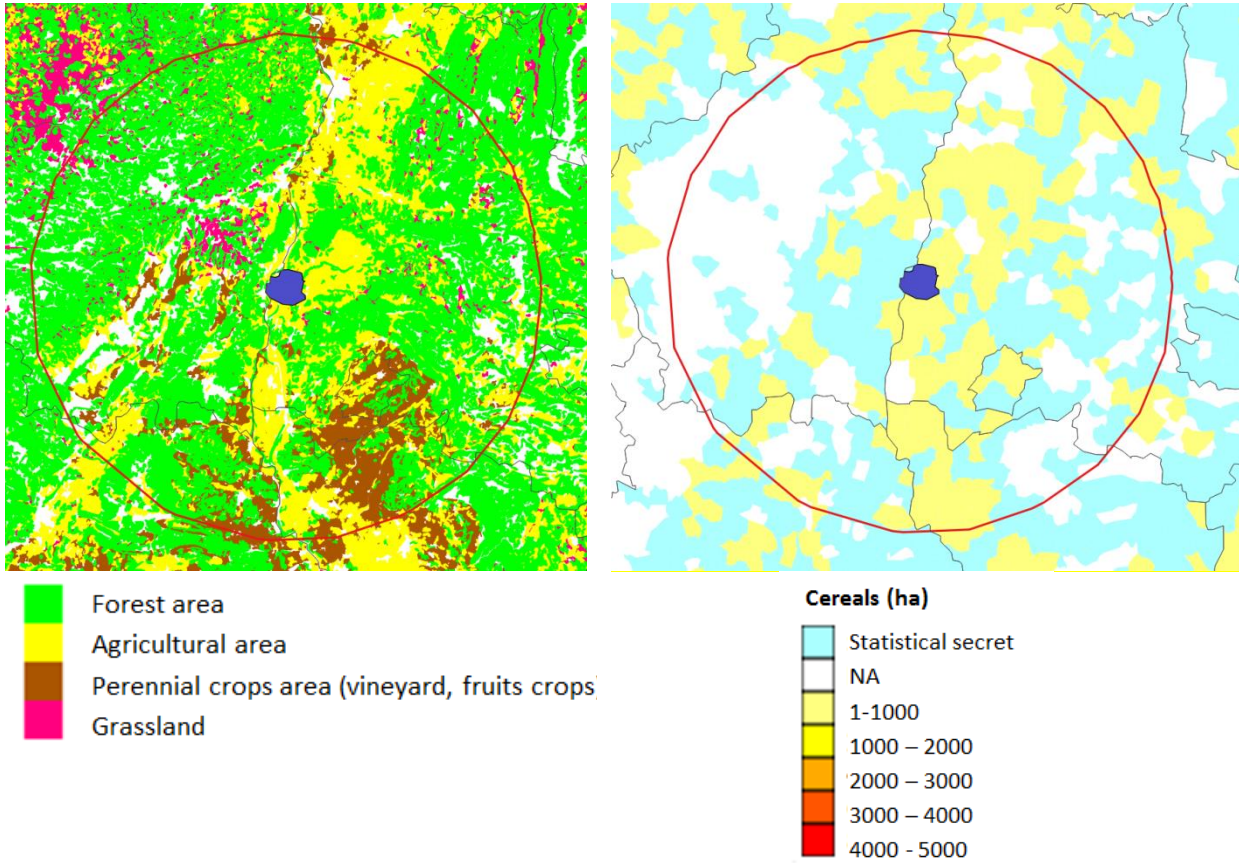 Forest area
Agricultural area
Perennial crops area (vineyard, fruits crops)
Grassland
Cereals (ha)
Statistical secret
NA
1-1000
1000 – 2000
2000 – 3000
3000 – 4000
4000 - 5000